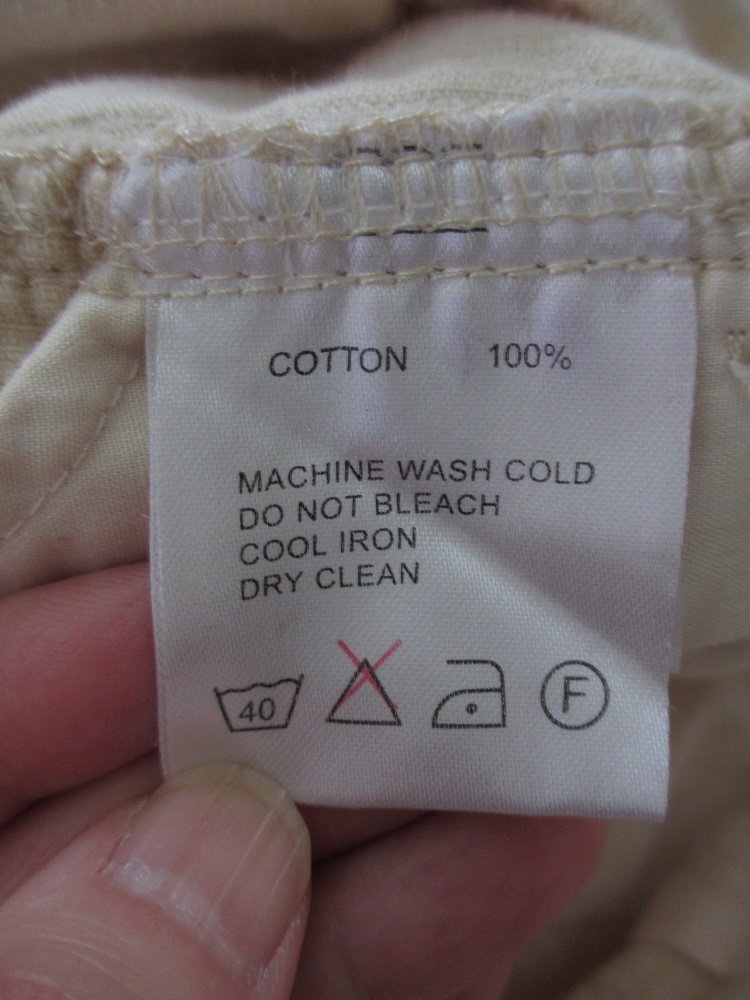 COTTON 100%
MACHINE WASH COLD
DO NOT BLEACH
COOL IRON
DRY CLEAN
40 F